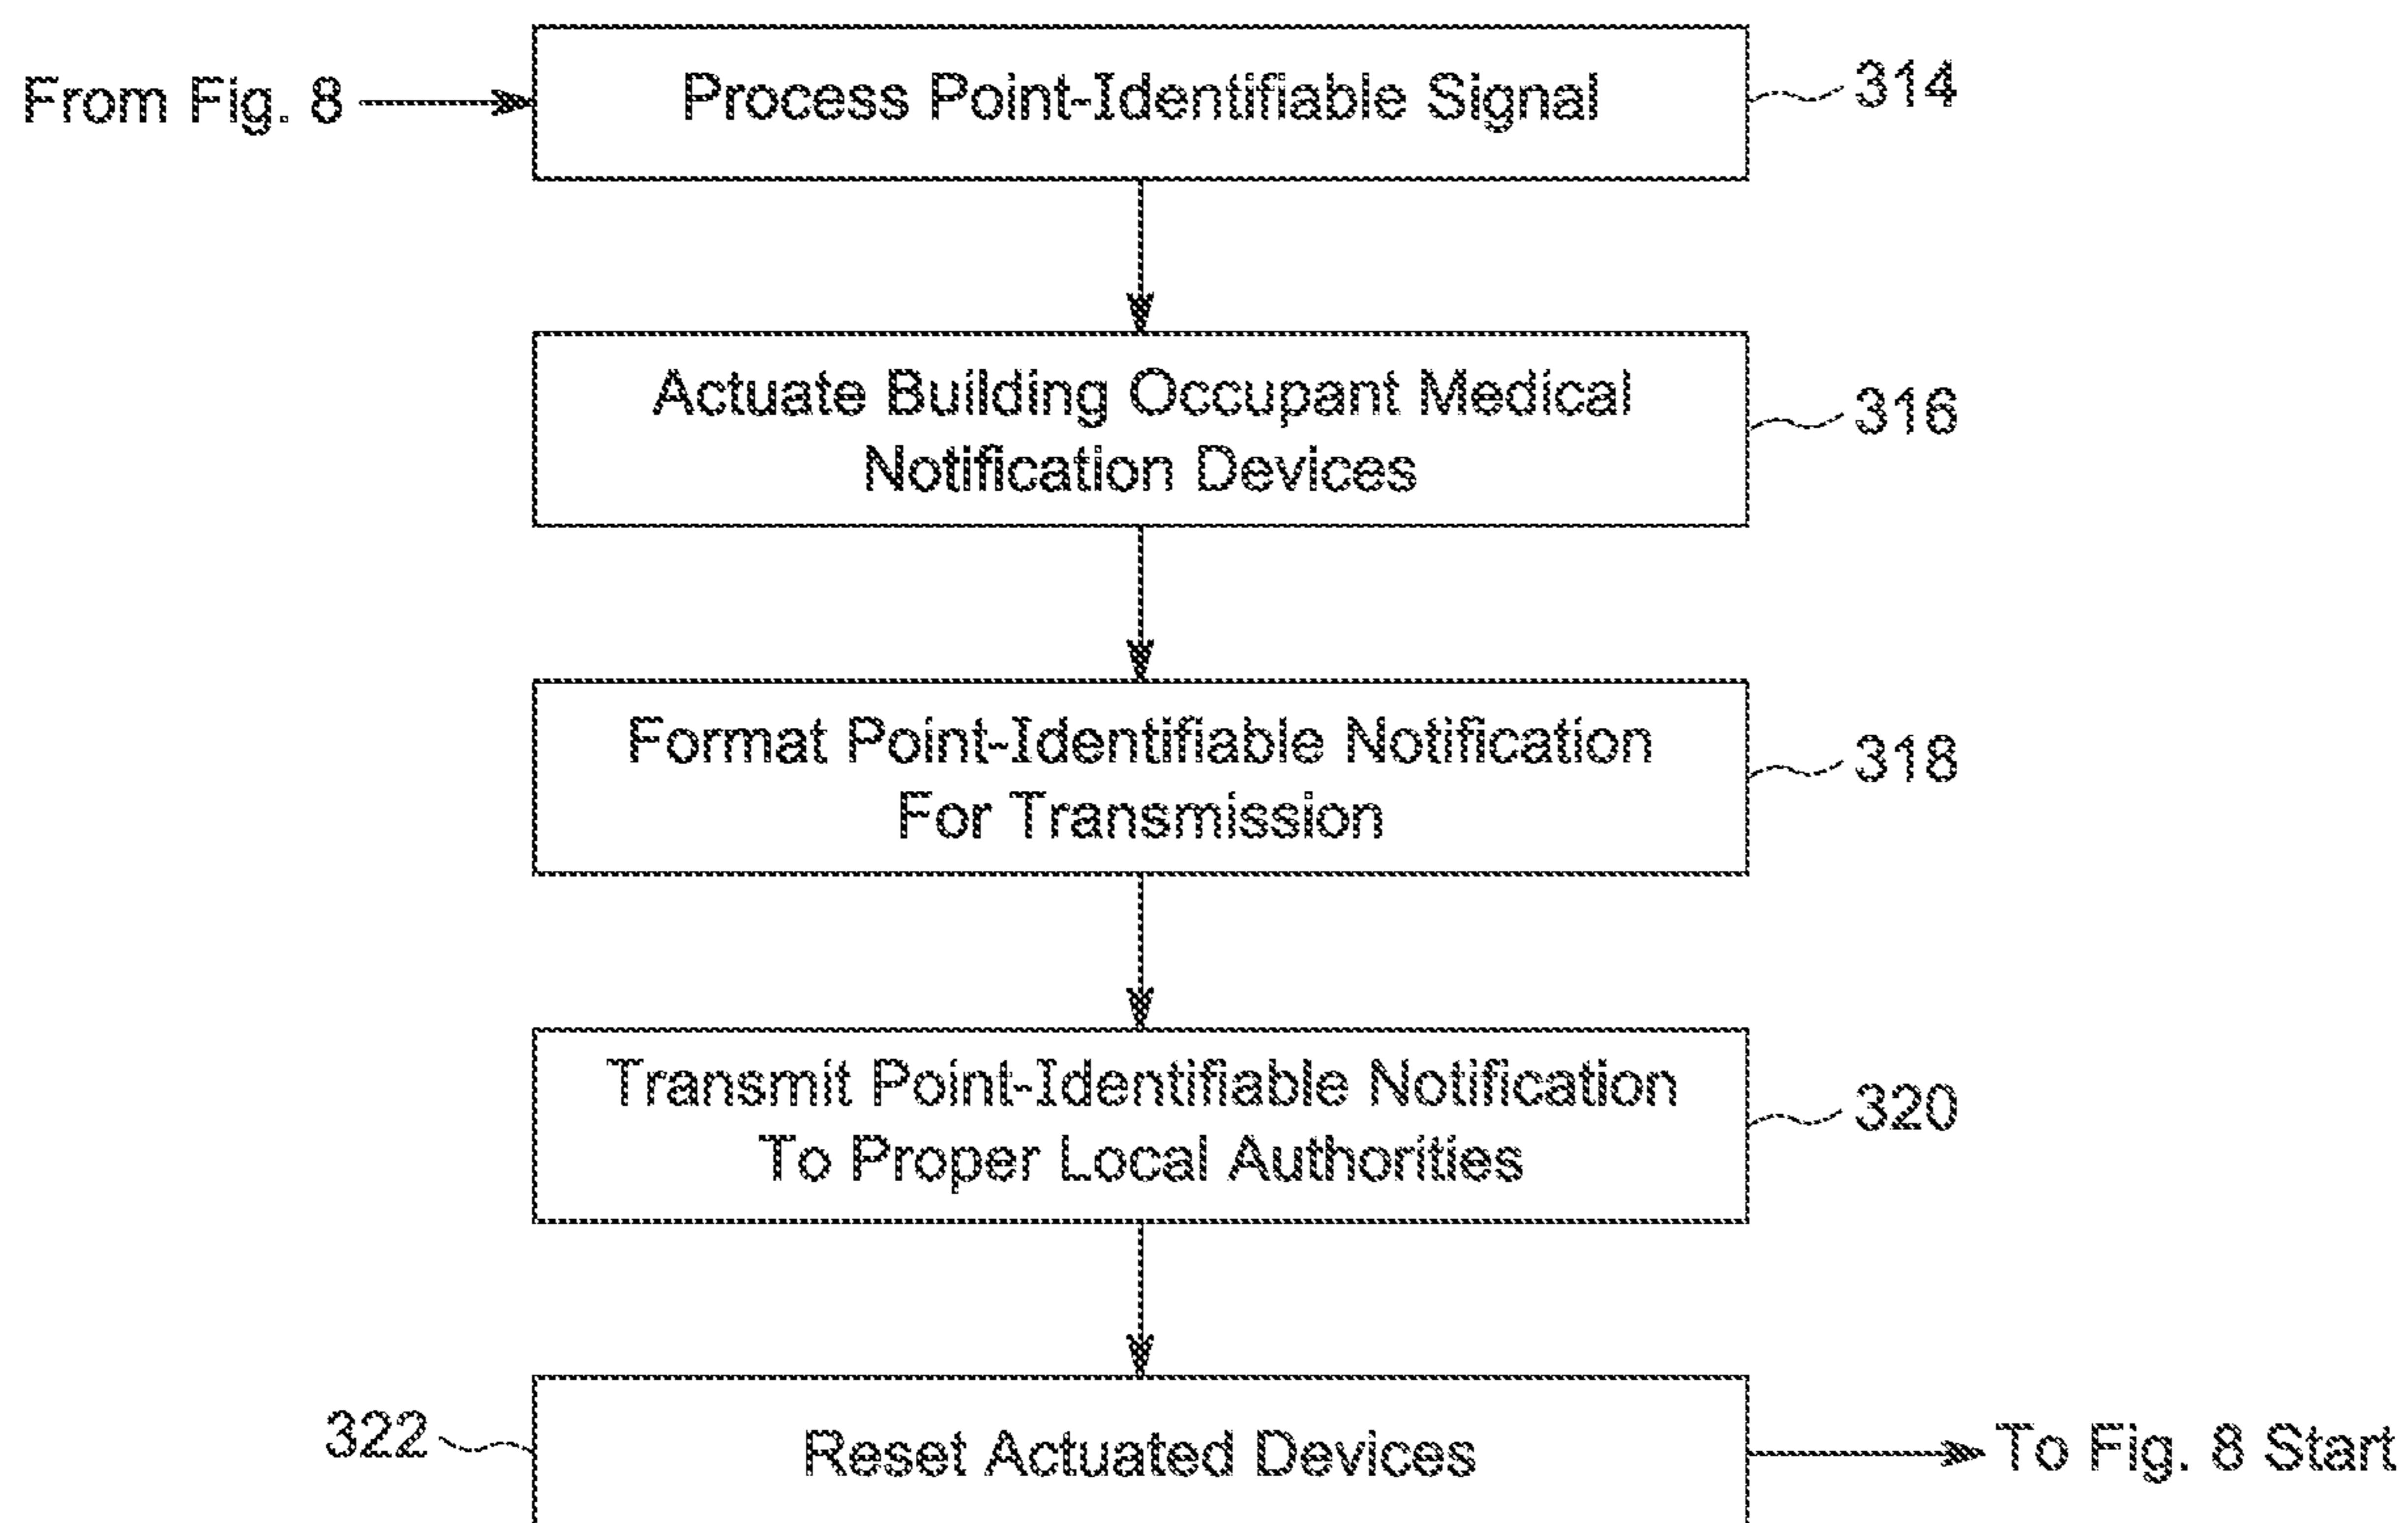 From Fig. 8
Process Point-Identifiable Signal
314
Actuate Building Occupant Medical
Notification Devices
316
Format Point-Identifiable Notification
For Transmission
318
Transmit Point-Identifiable Notification
To Proper Local Authorities
320
322
Reset Actuated Devices
To Fig. 8 Start